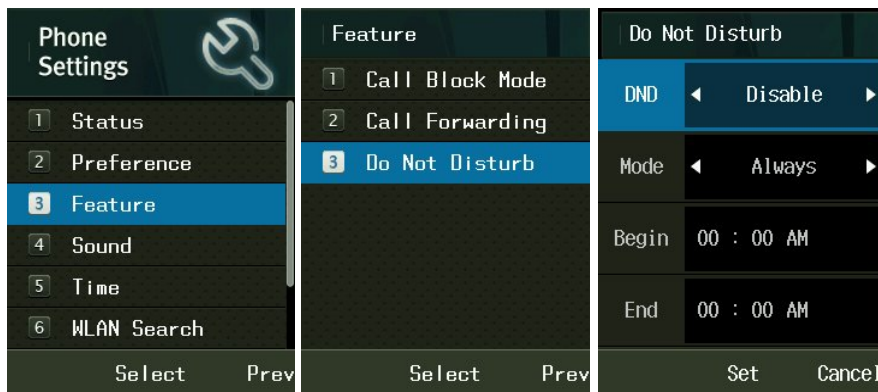 Phone
Settings
1 Status
2 Preference
3 Feature
4 Sound
5 Time
6 WLAN Search
Select Prev
Feature
1 Call Block Mode
2 Call Forwarding
3 Do Not Disturb
Select Prev
Do Not Disturb
DND Disable
Mode Always
Begin 00 : 00 AM
End 00 : 00 AM
Set Cancel